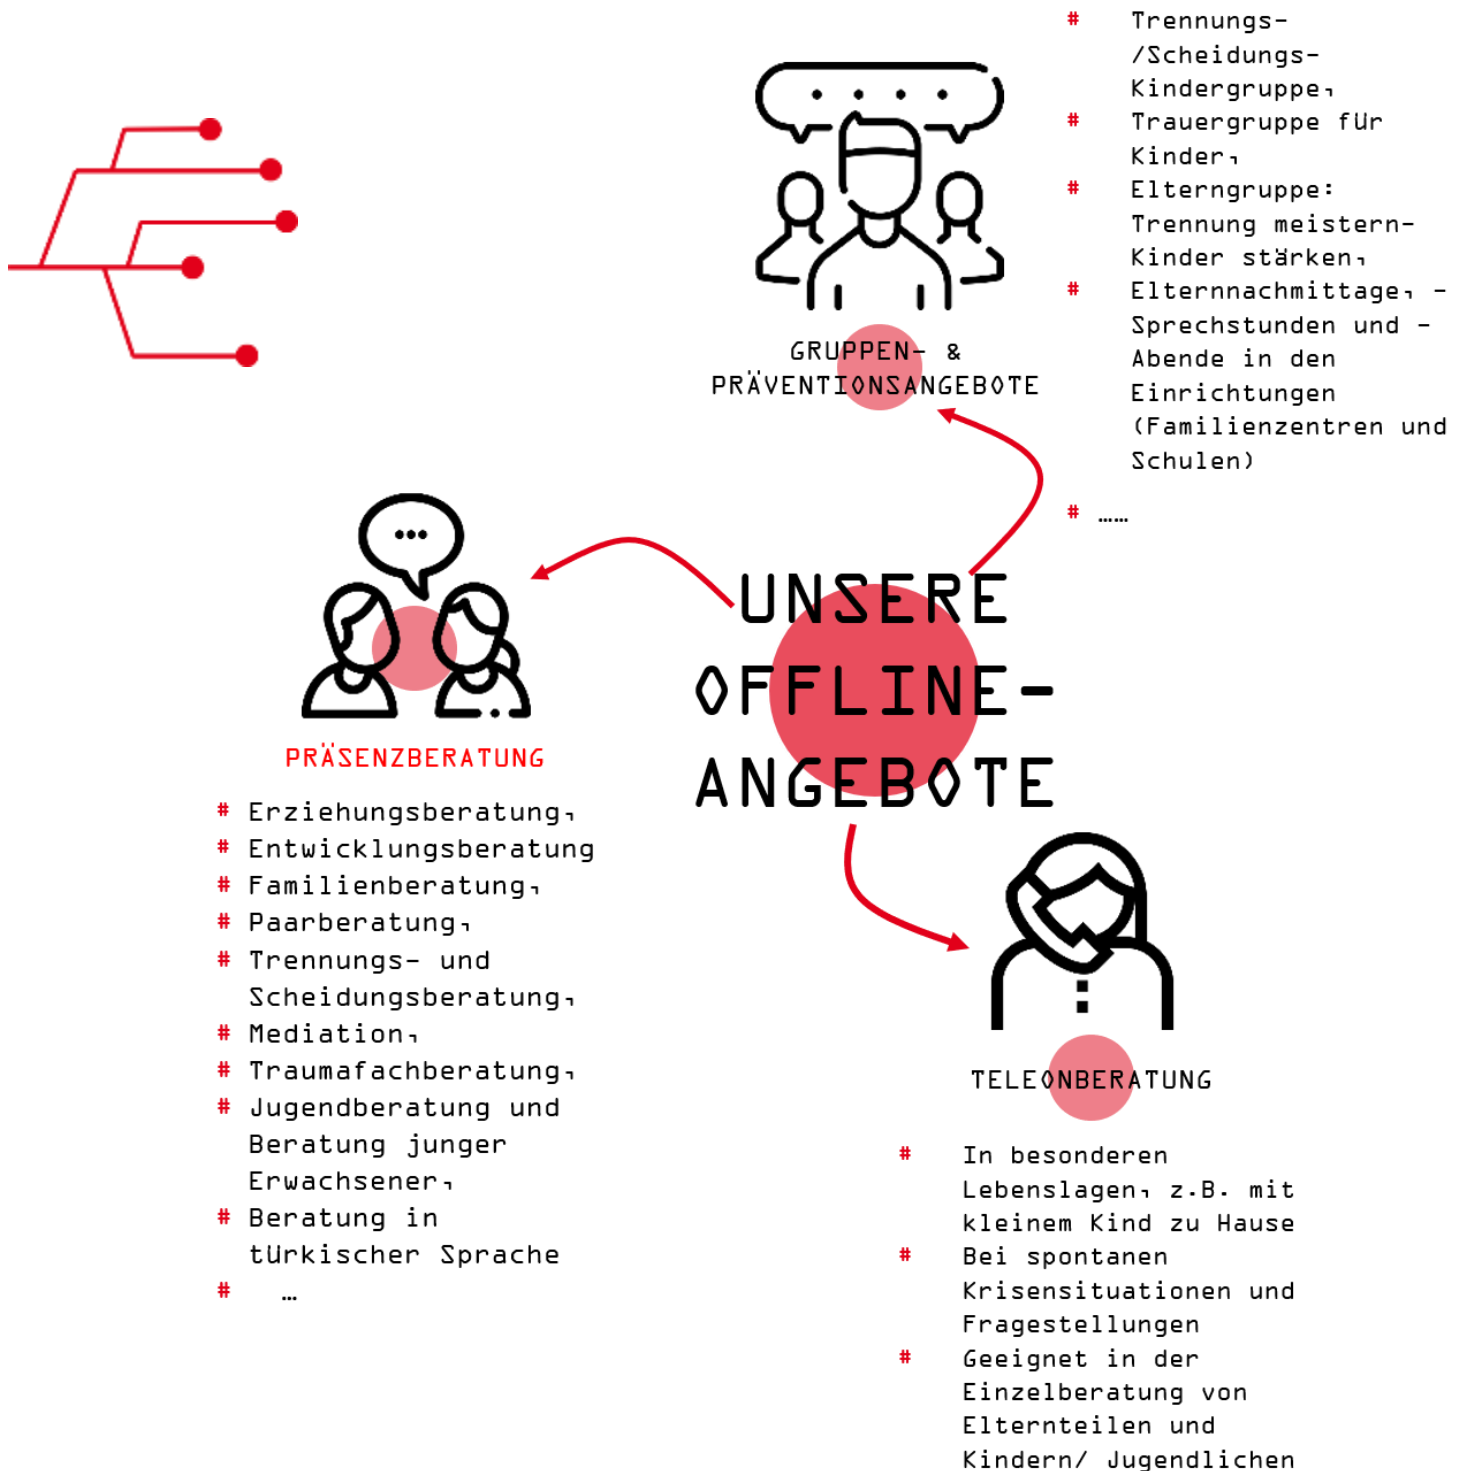 # Trennungs-
/Scheidungs-
Kindergruppe,
# Trauergruppe für
Kinder,
# Elterngruppe:
Trennung meistern-
Kinder stärken,
# Elternnachmittage, -
Sprechstunden und -
Abende in den
Einrichtungen
(Familienzentren und
Schulen)
# ……
GRUPPEN- &
PRÄVENTIONSANGEBOTE
UNSERE
OFFLINE-
ANGEBOTE
PRÄSENZBERATUNG
# Erziehungsberatung,
# Entwicklungsberatung
# Familienberatung,
# Paarberatung,
# Trennungs- und
Scheidungsberatung,
# Mediation,
# Traumafachberatung,
# Jugendberatung und
Beratung junger
Erwachsener,
# Beratung in
türkischer Sprache
# …
TELEONBERATUNG
# In besonderen
Lebenslagen, z.B. mit
kleinem Kind zu Hause
# Bei spontanen
Krisensituationen und
Fragestellungen
# Geeignet in der
Einzelberatung von
Elternteilen und
Kindern/ Jugendlichen